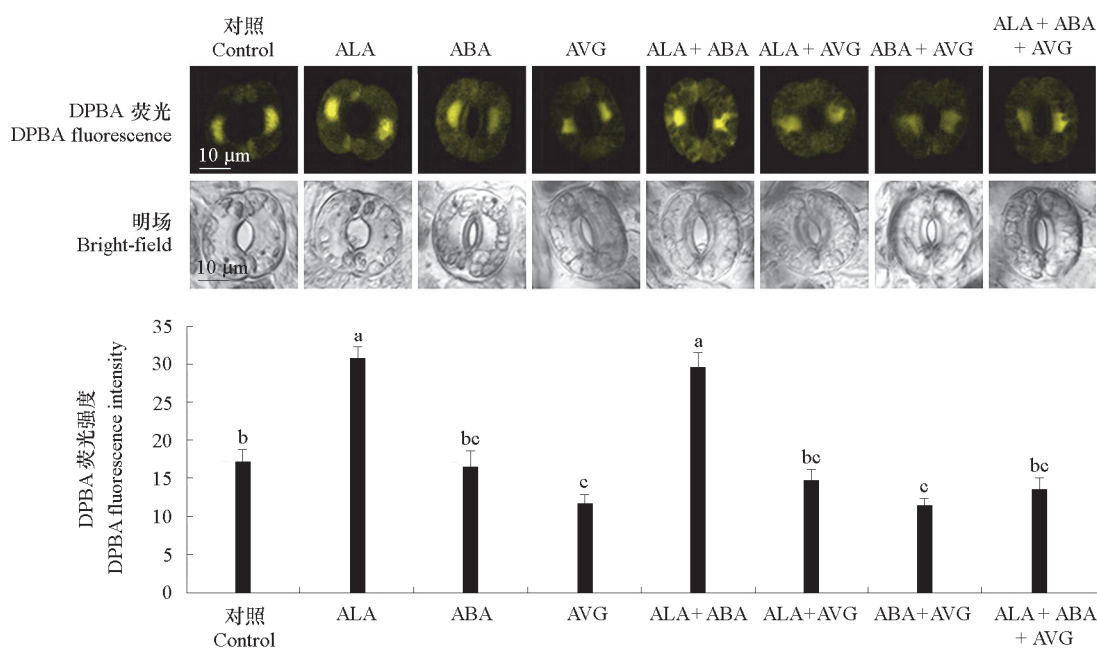 对照
Control
ALA
ABA
AVG
ALA + ABA
ALA + AVG
ABA + AVG
ALA + ABA
+ AVG
DPBA 荧光
DPBA fluorescence
10 μm
明场
Bright-field
10 μm
DPBA 荧光强度
DPBA fluorescence intensity
35
30
25
20
15
10
5
0
b
a
bc
c
a
bc
c
bc
对照
Control
ALA
ABA
AVG
ALA + ABA
ALA+AVG
ABA+AVG
ALA + ABA
+ AVG